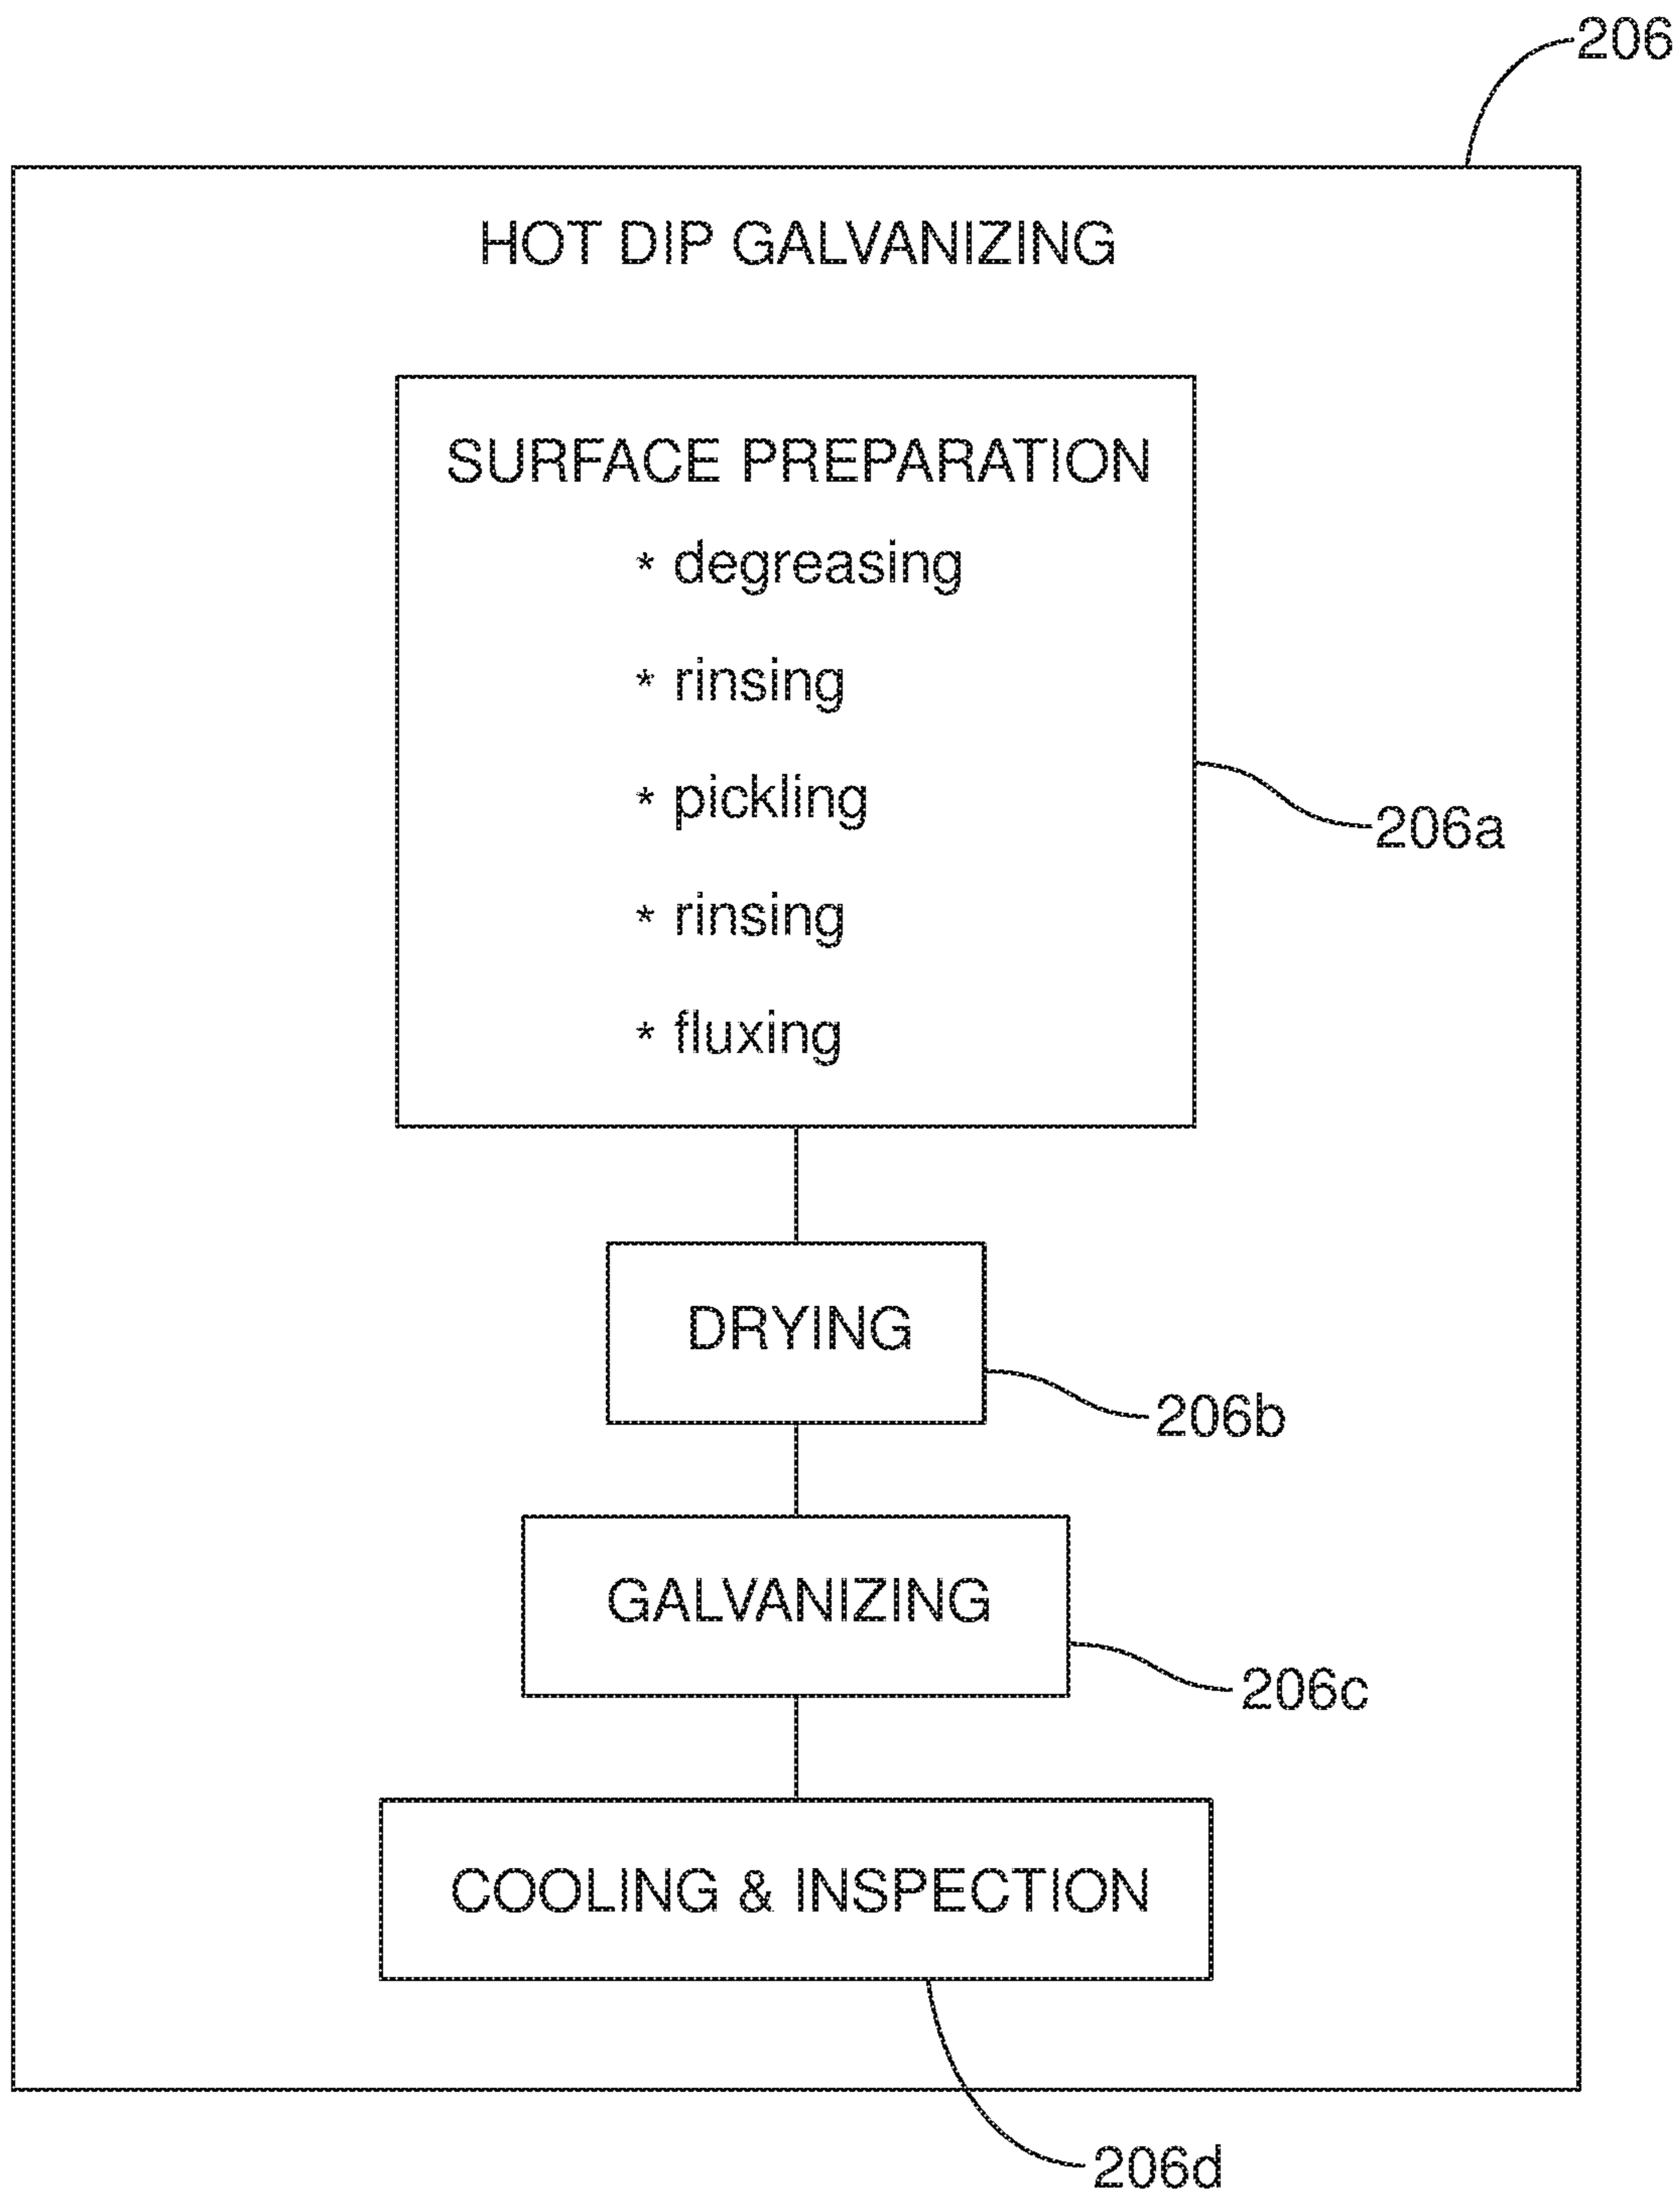 206
HOT DIP GALVANIZING
SURFACE PREPARATION
* degreasing
* rinsing
* pickling
206a
* rinsing
* fluxing
DRYING
206b
GALVANIZING
206c
COOLING & INSPECTION
206d